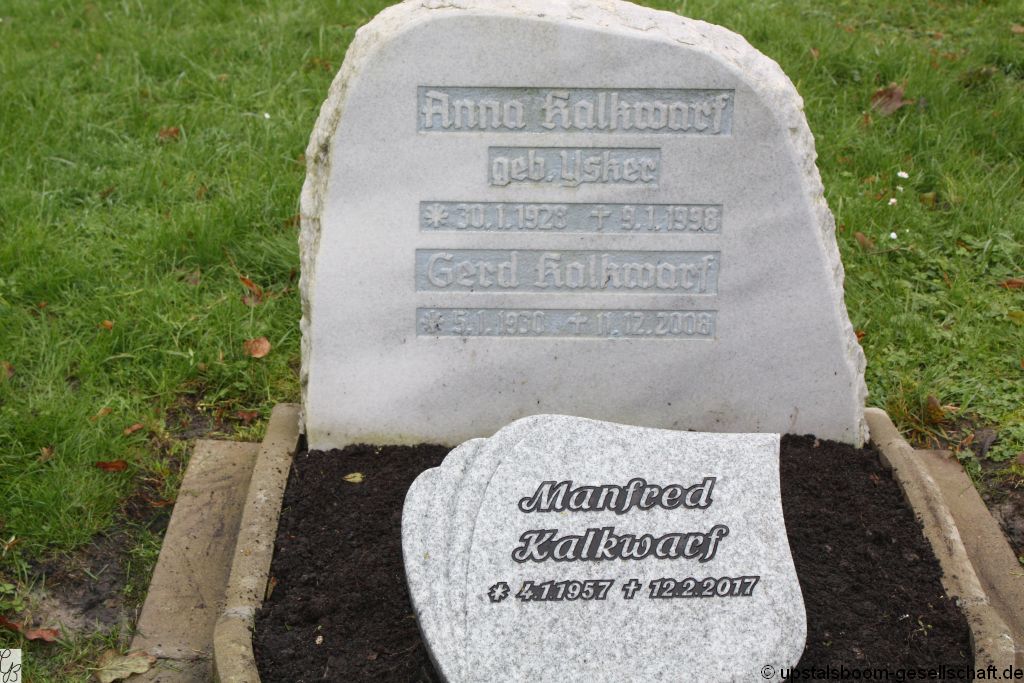 Anna Kalkwarf
geb. Ysker
* 30.1.1928 † 9.1.1998
Gerd Kalkwarf
* 5.1.1930 † 11.12.2008
Manfred
Kalkwarf
* 4.1.1957 † 12.2.2017
© upstalsboom-gesellschaft.de